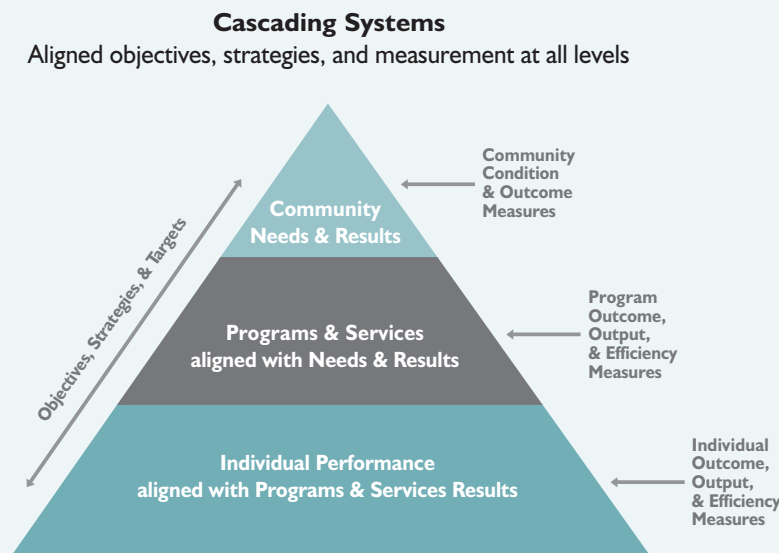 Cascading Systems
Aligned objectives, strategies, and measurement at all levels
Community
Condition
& Outcome
Measures
Community
Needs & Results
Objectives, Strategies, & Targets
Program
Outcome,
Output,
& Efficiency
Measures
Programs & Services
aligned with Needs & Results
Individual Performance
aligned with Programs & Services Results
Individual
Outcome,
Output,
& Efficiency
Measures